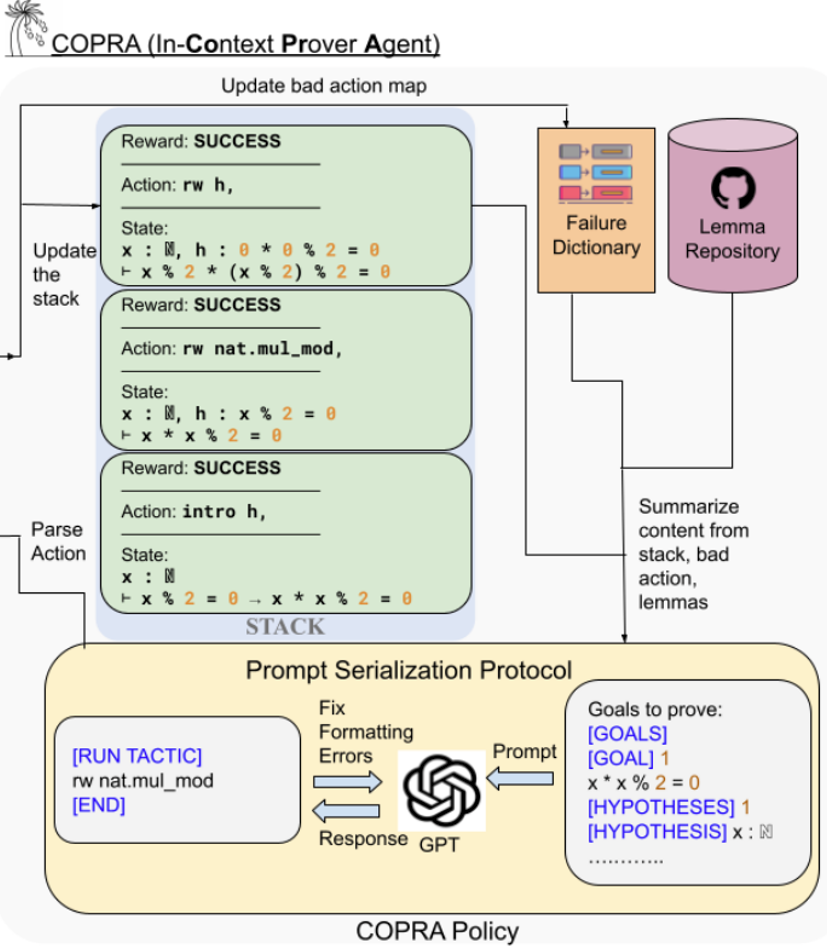 COPRA (In-Context Prover Agent)
Update bad action map
Reward: SUCCESS
Action: rw h,
State:
x : ℕ, h : 0 * 0 % 2 = 0
⊢ x % 2 * (x % 2) % 2 = 0
Update
the
stack
Reward: SUCCESS
Action: rw nat.mul_mod,
State:
x : ℕ, h : x % 2 = 0
⊢ x * x % 2 = 0
Reward: SUCCESS
Action: intro h,
State:
x : ℕ
⊢ x % 2 = 0 → x * x % 2 = 0
STACK
Failure
Dictionary
Lemma
Repository
Parse
Action
Summarize
content from
stack, bad
action,
lemmas
Prompt Serialization Protocol
[RUN TACTIC]
rw nat.mul_mod
[END]
Fix
Formatting
Errors
Response
GPT
Prompt
Goals to prove:
[GOALS]
[GOAL] 1
x * x % 2 = 0
[HYPOTHESES] 1
[HYPOTHESIS] x : ℕ
............
COPRA Policy